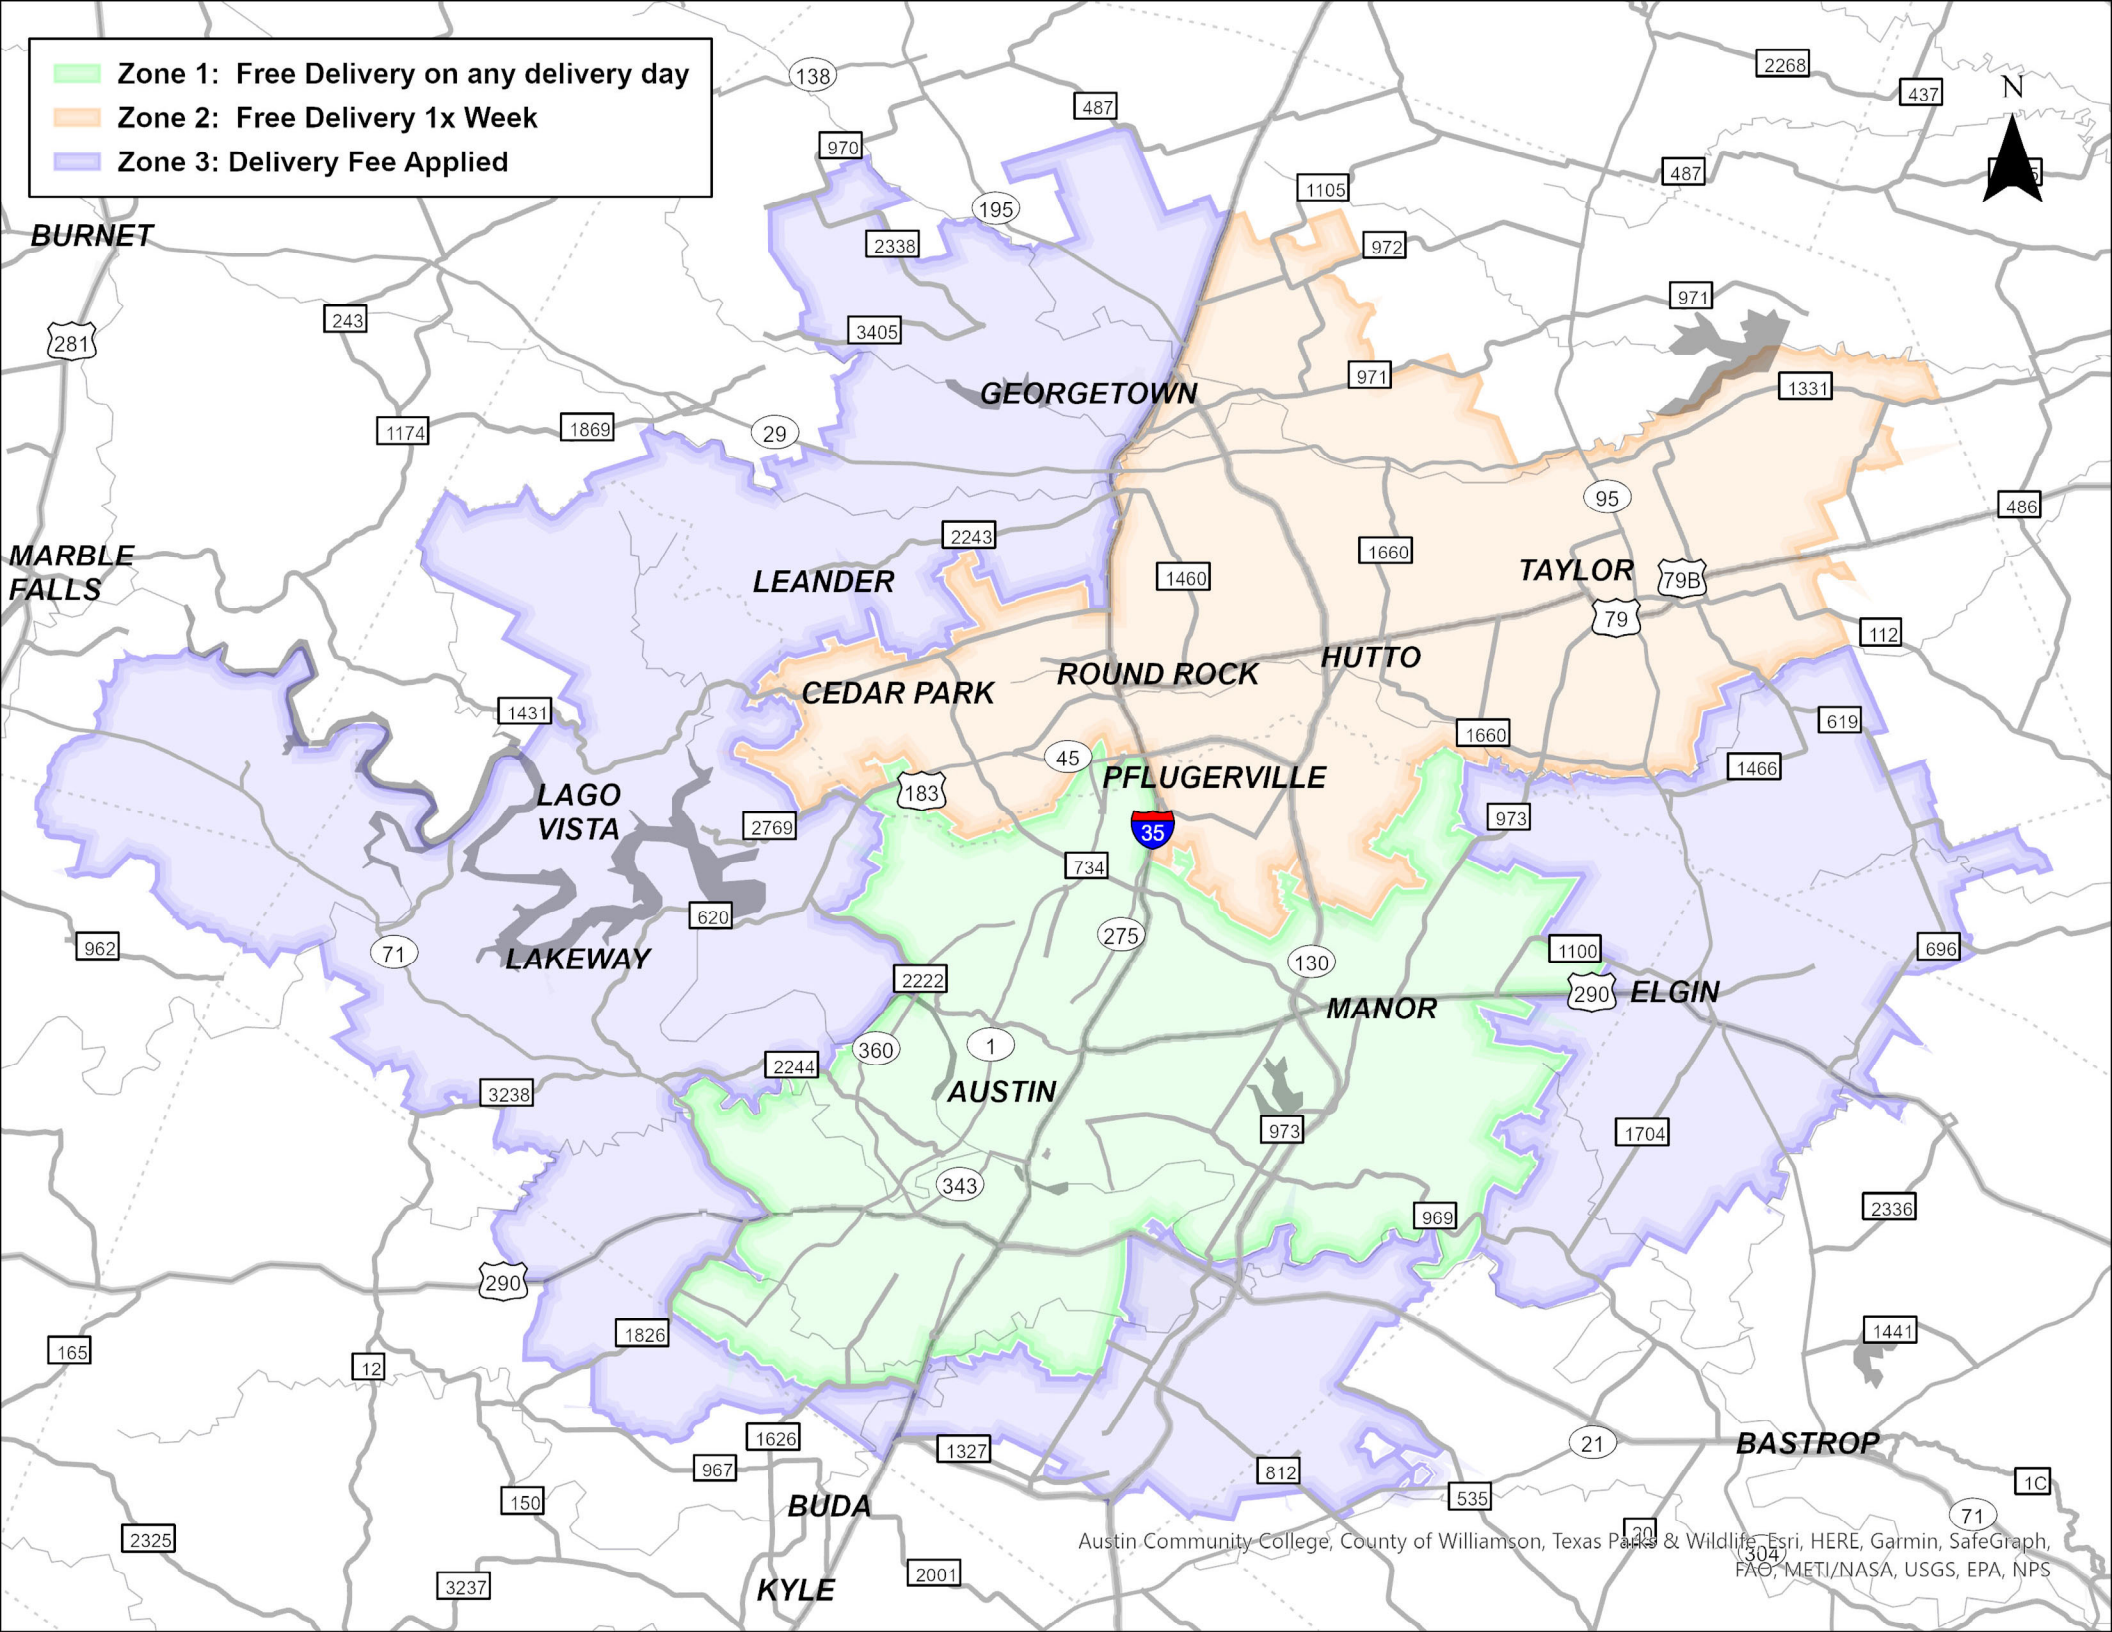 Zone 1: Free Delivery on any delivery day
Zone 2: Free Delivery 1x Week
Zone 3: Delivery Fee Applied
138
2268
437
N
487
970
487
1105
195
BURNET
2338
972
971
243
281
3405
971
1331
GEORGETOWN
1174
1869
29
95
486
2243
1660
MARBLE
FALLS
LEANDER
1460
TAYLOR
79B
79
112
HUTTO
ROUND ROCK
CEDAR PARK
1431
619
1660
45
1466
PFLUGERVILLE
183
LAGO
VISTA
2769
973
35
734
620
275
962
71
LAKEWAY
1100
696
130
2222
290
ELGIN
MANOR
360
1
2244
3238
AUSTIN
973
1704
343
2336
969
290
1826
1441
165
12
1626
1327
21
BASTROP
967
812
1C
150
535
BUDA
71
2325
20
Austin Community College, County of Williamson, Texas Parks & Wildlife, Esri, HERE, Garmin, SafeGraph,
304
FAO, METI/NASA, USGS, EPA, NPS
2001
3237
KYLE